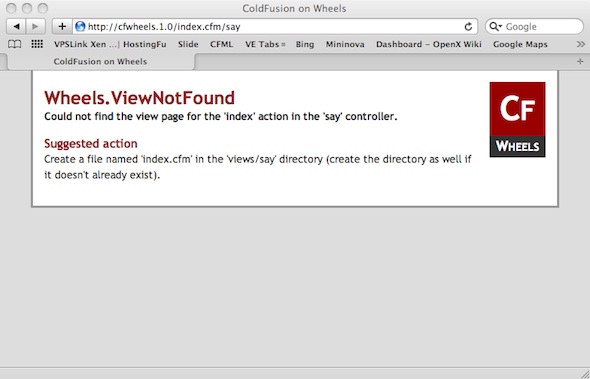 ColdFusion on Wheels
http://cfwheels.1.0/index.cfm/say
Google
VPSLink Xen ...| HostingFu Slide CFML VE Tabs Bing Mininova Dashboard – OpenX Wiki Google Maps
ColdFusion on Wheels
Wheels.ViewNotFound
Could not find the view page for the 'index' action in the 'say' controller.
CF
WHEELS
Suggested action
Create a file named 'index.cfm' in the 'views/say' directory (create the directory as well if
it doesn't already exist).